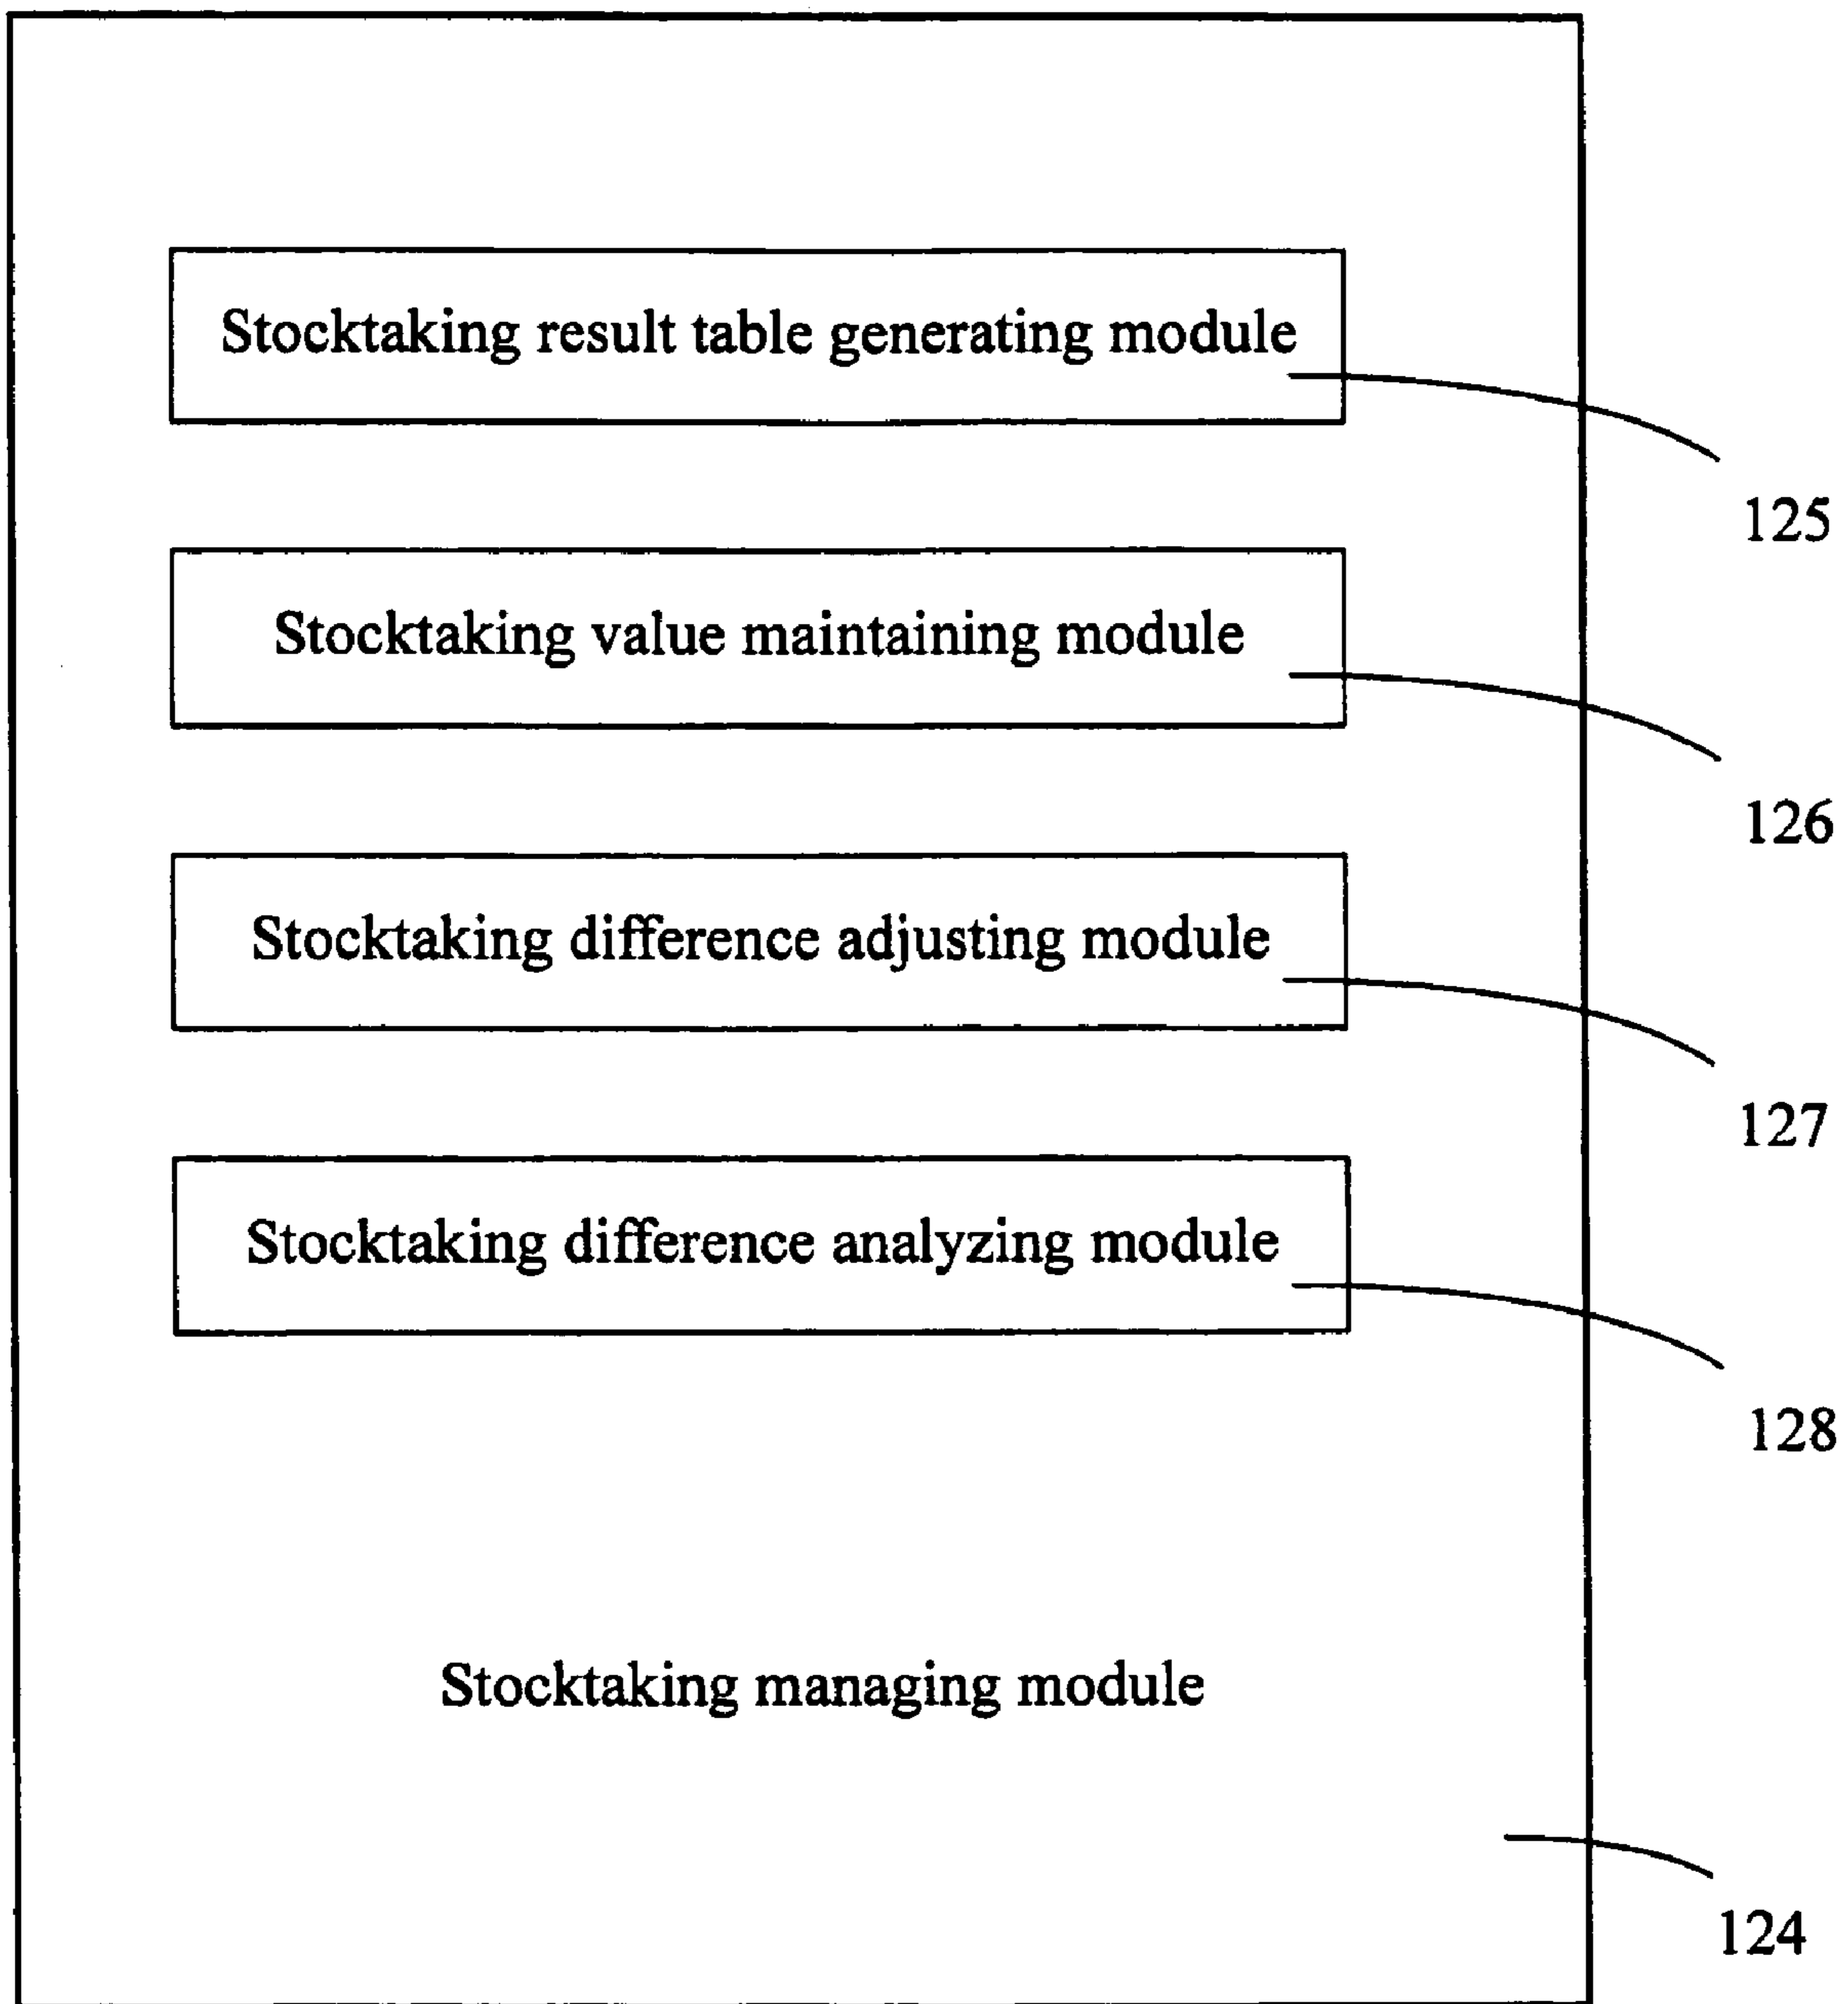 Stocktaking result table generating module
125
Stocktaking value maintaining module
126
Stocktaking difference adjusting module
127
Stocktaking difference analyzing module
128
Stocktaking managing module
124